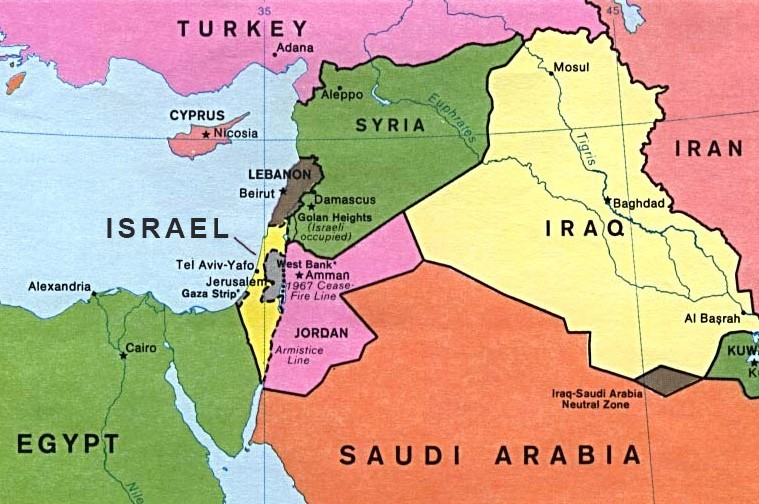 35
45
TURKEY
Adana
Mosul
Aleppo
Euphrates
CYPRUS
Nicosia
SYRIA
Tigris
IRAN
LEBANON
Beirut
Damascus
Baghdad
Golan Heights
(Israeli
occupied)
ISRAEL
IRAQ
Tel Aviv-Yafo
West Bank*
Amman
Jerusalem
1967 Cease-
Fire Line
Alexandria
Gaza Strip*
Al Başrah
JORDAN
Cairo
Armistice
Line
KUW
K
Iraq-Saudi Arabia
Neutral Zone
EGYPT
SAUDI ARABIA
Nile